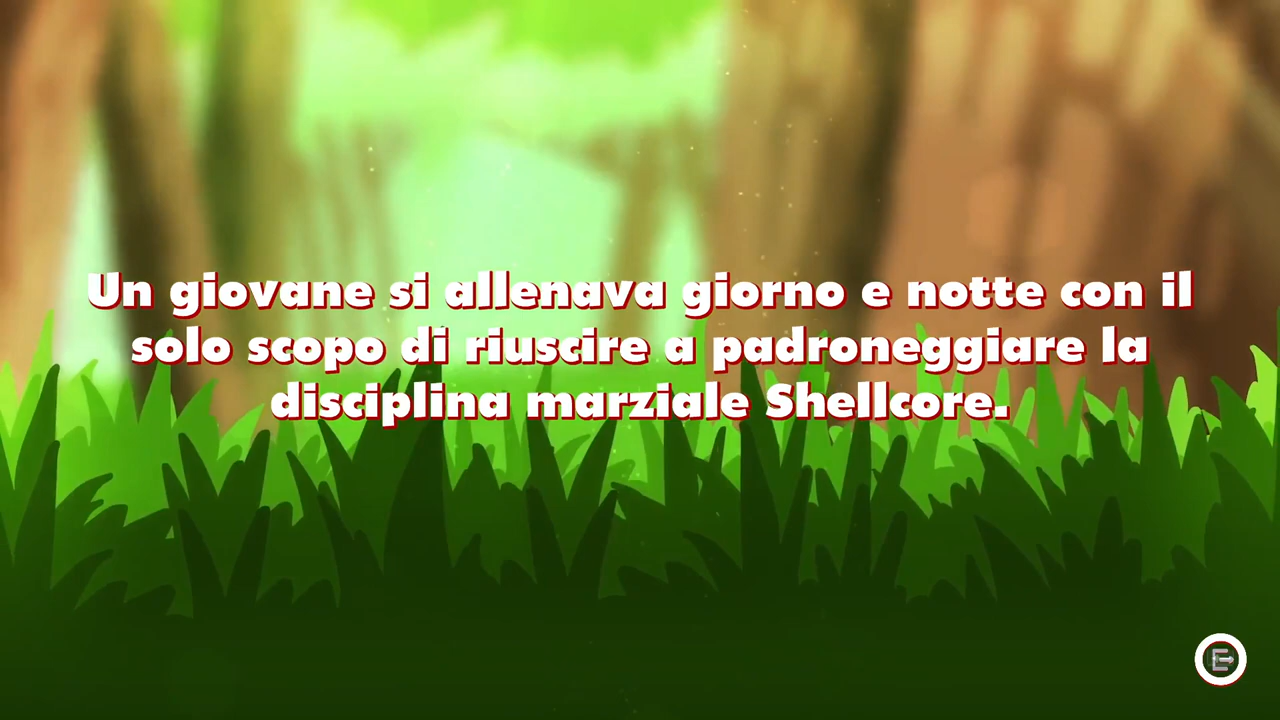 Un giovane si allenava giorno e notte con il
solo scopo di riuscire a padroneggiare la
disciplina marziale Shellcore.